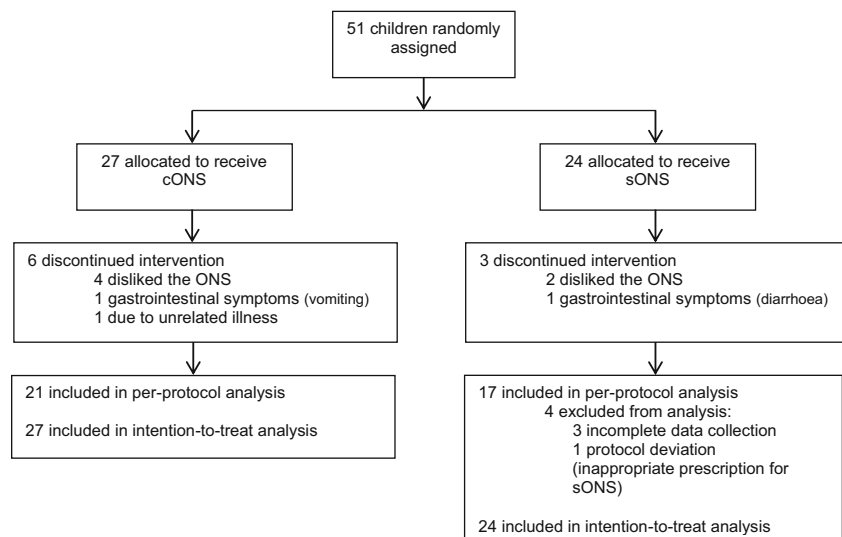 51 children randomly
assigned
27 allocated to receive
cONS
24 allocated to receive
sONS
6 discontinued intervention
4 disliked the ONS
1 gastrointestinal symptoms (vomiting)
1 due to unrelated illness
3 discontinued intervention
2 disliked the ONS
1 gastrointestinal symptoms (diarrhoea)
21 included in per-protocol analysis
27 included in intention-to-treat analysis
17 included in per-protocol analysis
4 excluded from analysis:
3 incomplete data collection
1 protocol deviation
(inappropriate prescription for
sONS)
24 included in intention-to-treat analysis